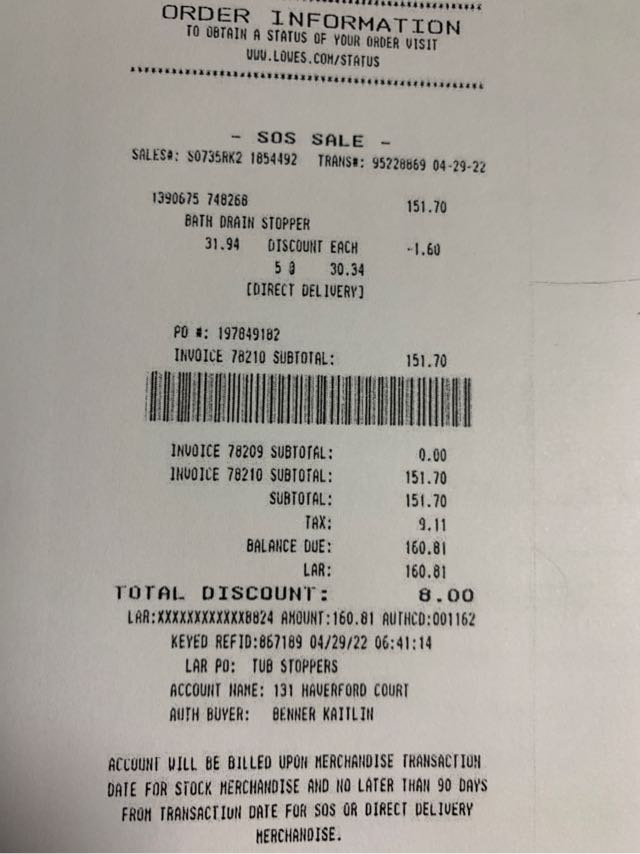 ORDER INFORMATION
TO OBTAIN A STATUS OF YOUR ORDER VISIT
WWW.LOWES.COM/STATUS
- SOS SALE -
SALES#: S0735RK2 1854492 TRANS#: 95228869 04-29-22
1390675 748268 151.70
BATH DRAIN STOPPER
31.94 DISCOUNT EACH -1.60
5 @ 30.34
[DIRECT DELIVERY]
PO #: 197849182
INVOICE 78210 SUBTOTAL: 151.70
INVOICE 78209 SUBTOTAL: 0.00
INVOICE 78210 SUBTOTAL: 151.70
SUBTOTAL: 151.70
TAX: 9.11
BALANCE DUE: 160.81
LAR: 160.81
TOTAL DISCOUNT: 8.00
LAR:XXXXXXXXXXXX8824 AMOUNT:160.81 AUTHCD:001162
KEYED REFID:867189 04/29/22 06:41:14
LAR PO: TUB STOPPERS
ACCOUNT NAME: 131 HAVERFORD COURT
AUTH BUYER: BENNER KAITLIN
ACCOUNT WILL BE BILLED UPON MERCHANDISE TRANSACTION
DATE FOR STOCK MERCHANDISE AND NO LATER THAN 90 DAYS
FROM TRANSACTION DATE FOR SOS OR DIRECT DELIVERY
MERCHANDISE.